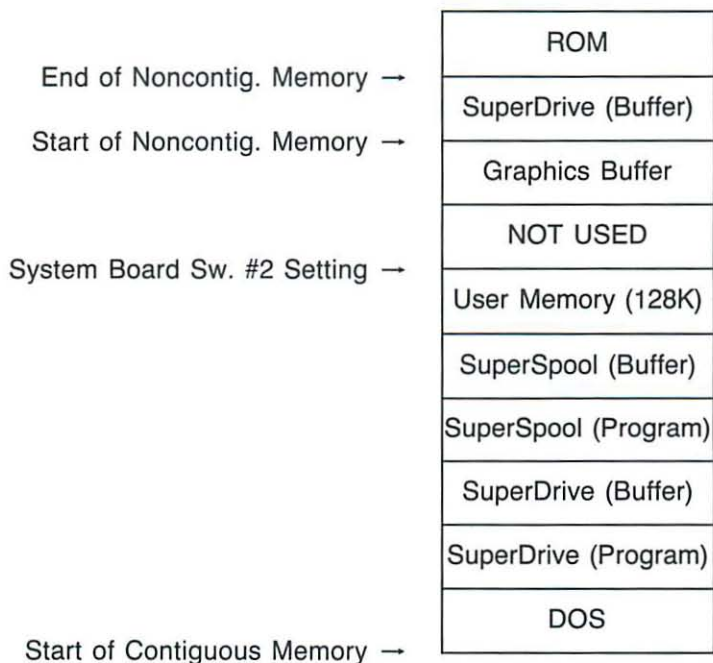 ROM
End of Noncontig. Memory →
SuperDrive (Buffer)
Start of Noncontig. Memory →
Graphics Buffer
NOT USED
System Board Sw. #2 Setting →
User Memory (128K)
SuperSpool (Buffer)
SuperSpool (Program)
SuperDrive (Buffer)
SuperDrive (Program)
DOS
Start of Contiguous Memory →